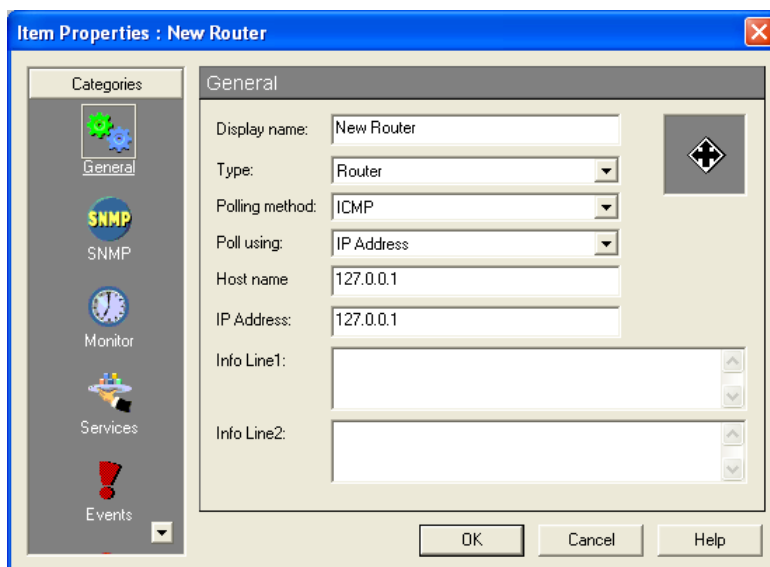 Item Properties : New Router
Categories
General
SNMP
SNMP
Monitor
Services
Events
General
Display name: New Router
Type: Router
Polling method: ICMP
Poll using: IP Address
Host name 127.0.0.1
IP Address: 127.0.0.1
Info Line1:
Info Line2:
OK Cancel Help